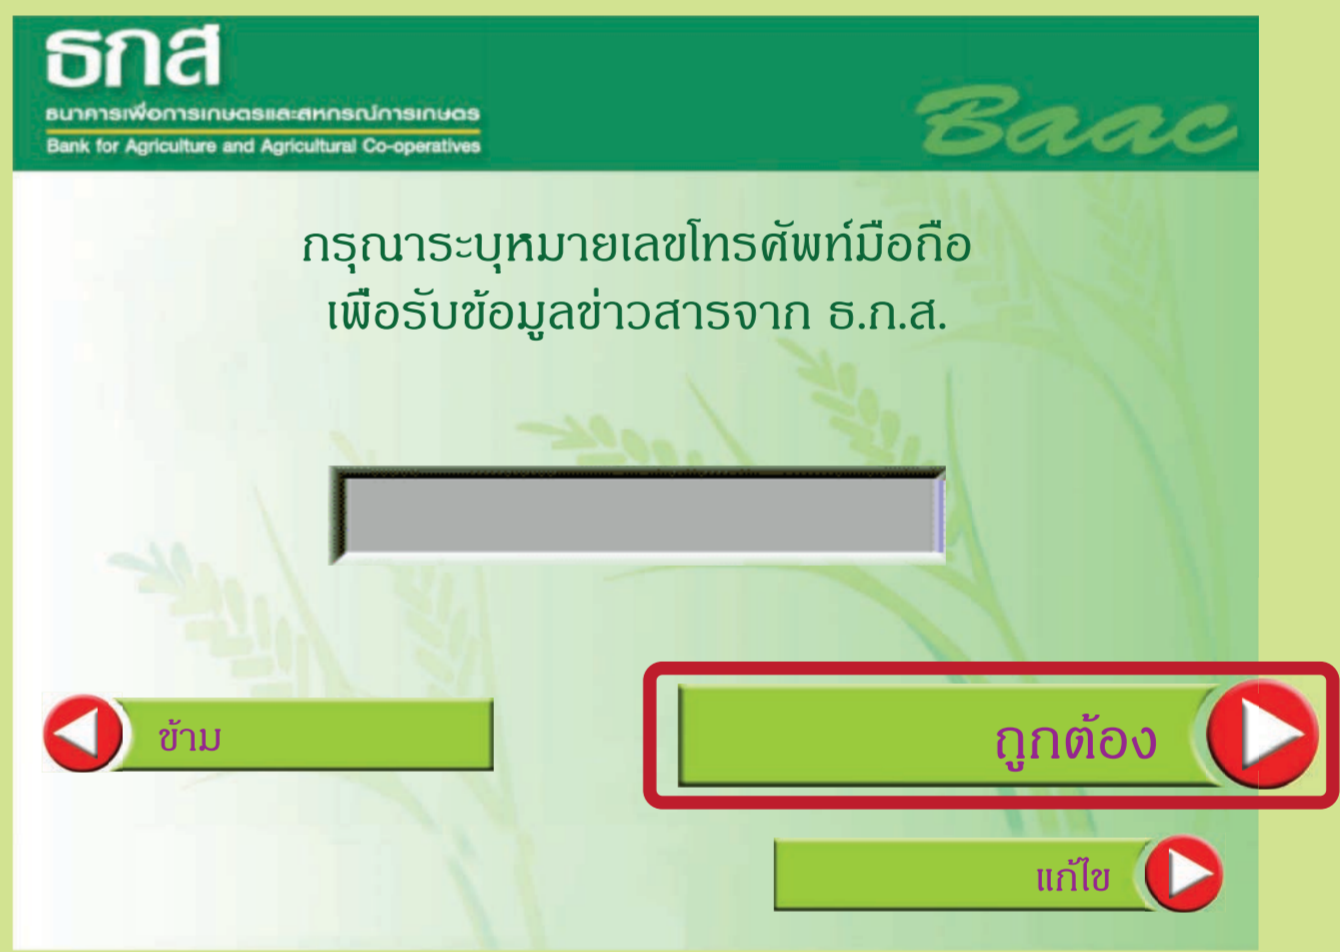 ธกส
ธนาคารเพื่อการเกษตรและสหกรณ์การเกษตร
Bank for Agriculture and Agricultural Co-operatives
Baac
กรุณาระบุหมายเลขโทรศัพท์มือถือ
เพื่อรับข้อมูลข่าวสารจาก ธ.ก.ส.
ข้าม
ถูกต้อง
แก้ไข